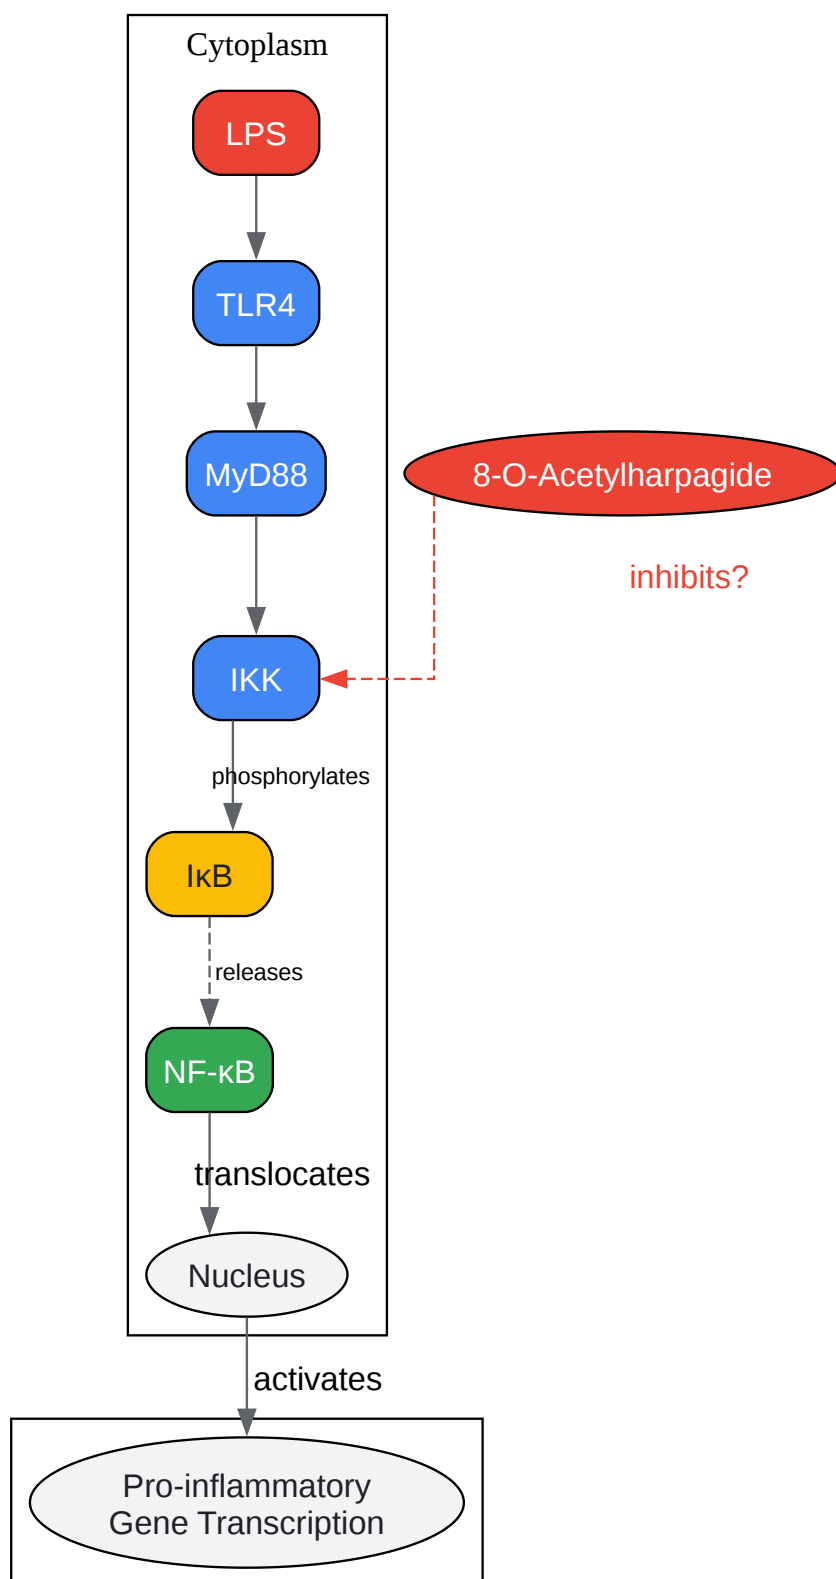 Cytoplasm
LPS
TLR4
MyD88
8-O-Acetylharpagide
inhibits?
IKK
phosphorylates
IκB
releases
NF-κB
translocates
Nucleus
activates
Pro-inflammatory
Gene Transcription